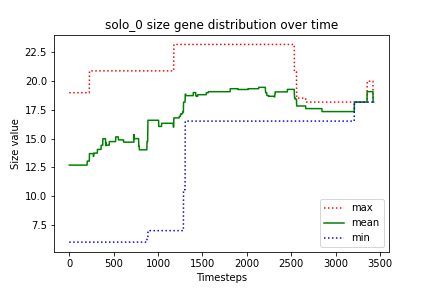 solo_0 size gene distribution over time
Size value
22.5
20.0
17.5
15.0
12.5
10.0
7.5
max
mean
min
0 500 1000 1500 2000 2500 3000 3500
Timesteps